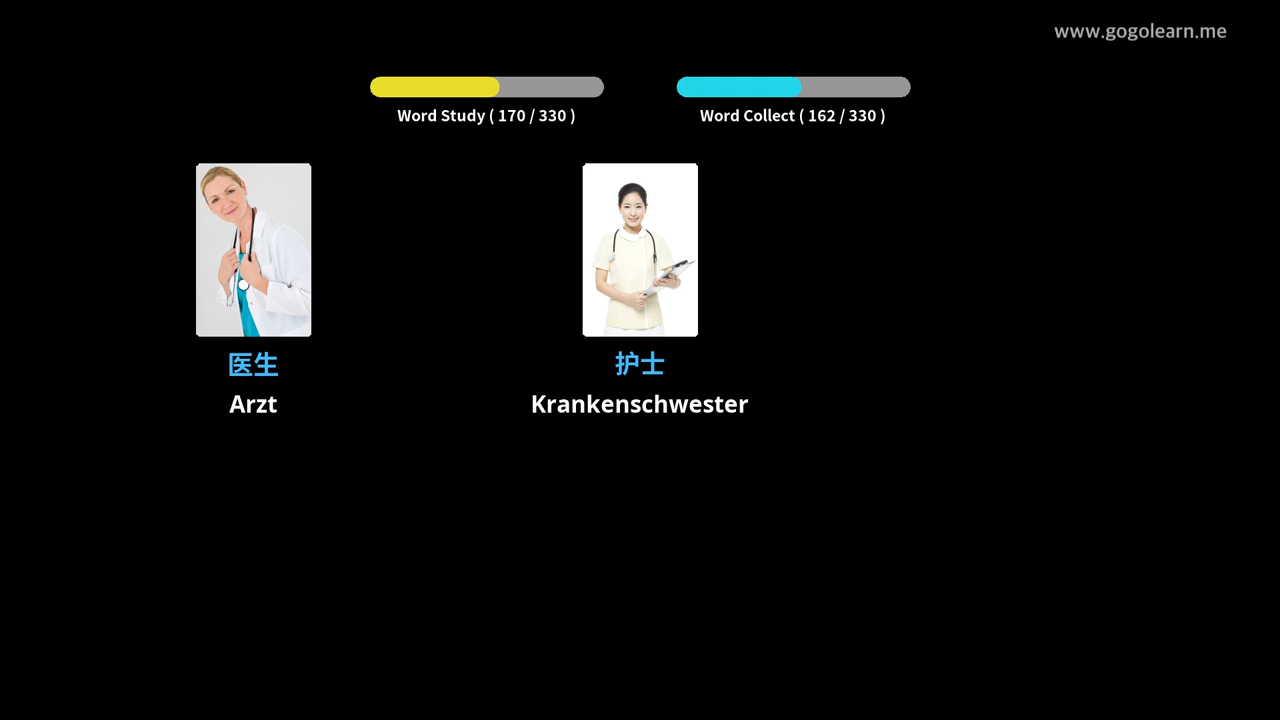 www.gogolearn.me
Word Study ( 170 / 330 )
Word Collect ( 162 / 330 )
医生
护士
Arzt
Krankenschwester